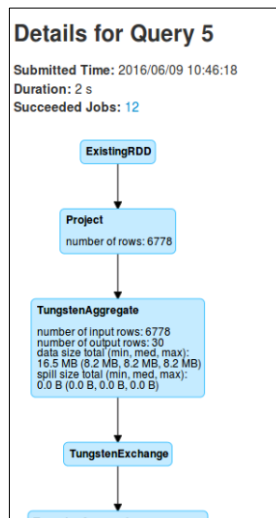 Details for Query 5
Submitted Time: 2016/06/09 10:46:18
Duration: 2 s
Succeeded Jobs: 12
ExistingRDD
Project
number of rows: 6778
TungstenAggregate
number of input rows: 6778
number of output rows: 30
data size total (min, med, max):
16.5 MB (8.2 MB, 8.2 MB, 8.2 MB)
spill size total (min, med, max):
0.0 B (0.0 B, 0.0 B, 0.0 B)
TungstenExchange